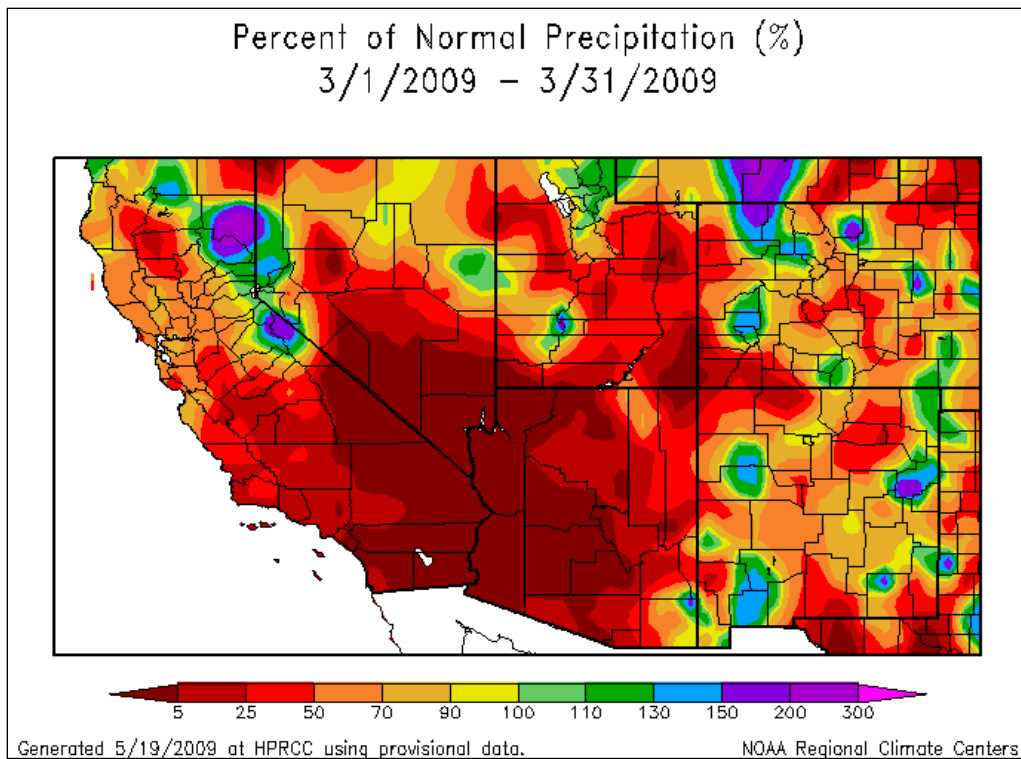 Percent of Normal Precipitation (%)
3/1/2009 – 3/31/2009
5 25 50 70 90 100 110 130 150 200 300
Generated 5/19/2009 at HPRCC using provisional data. NOAA Regional Climate Centers